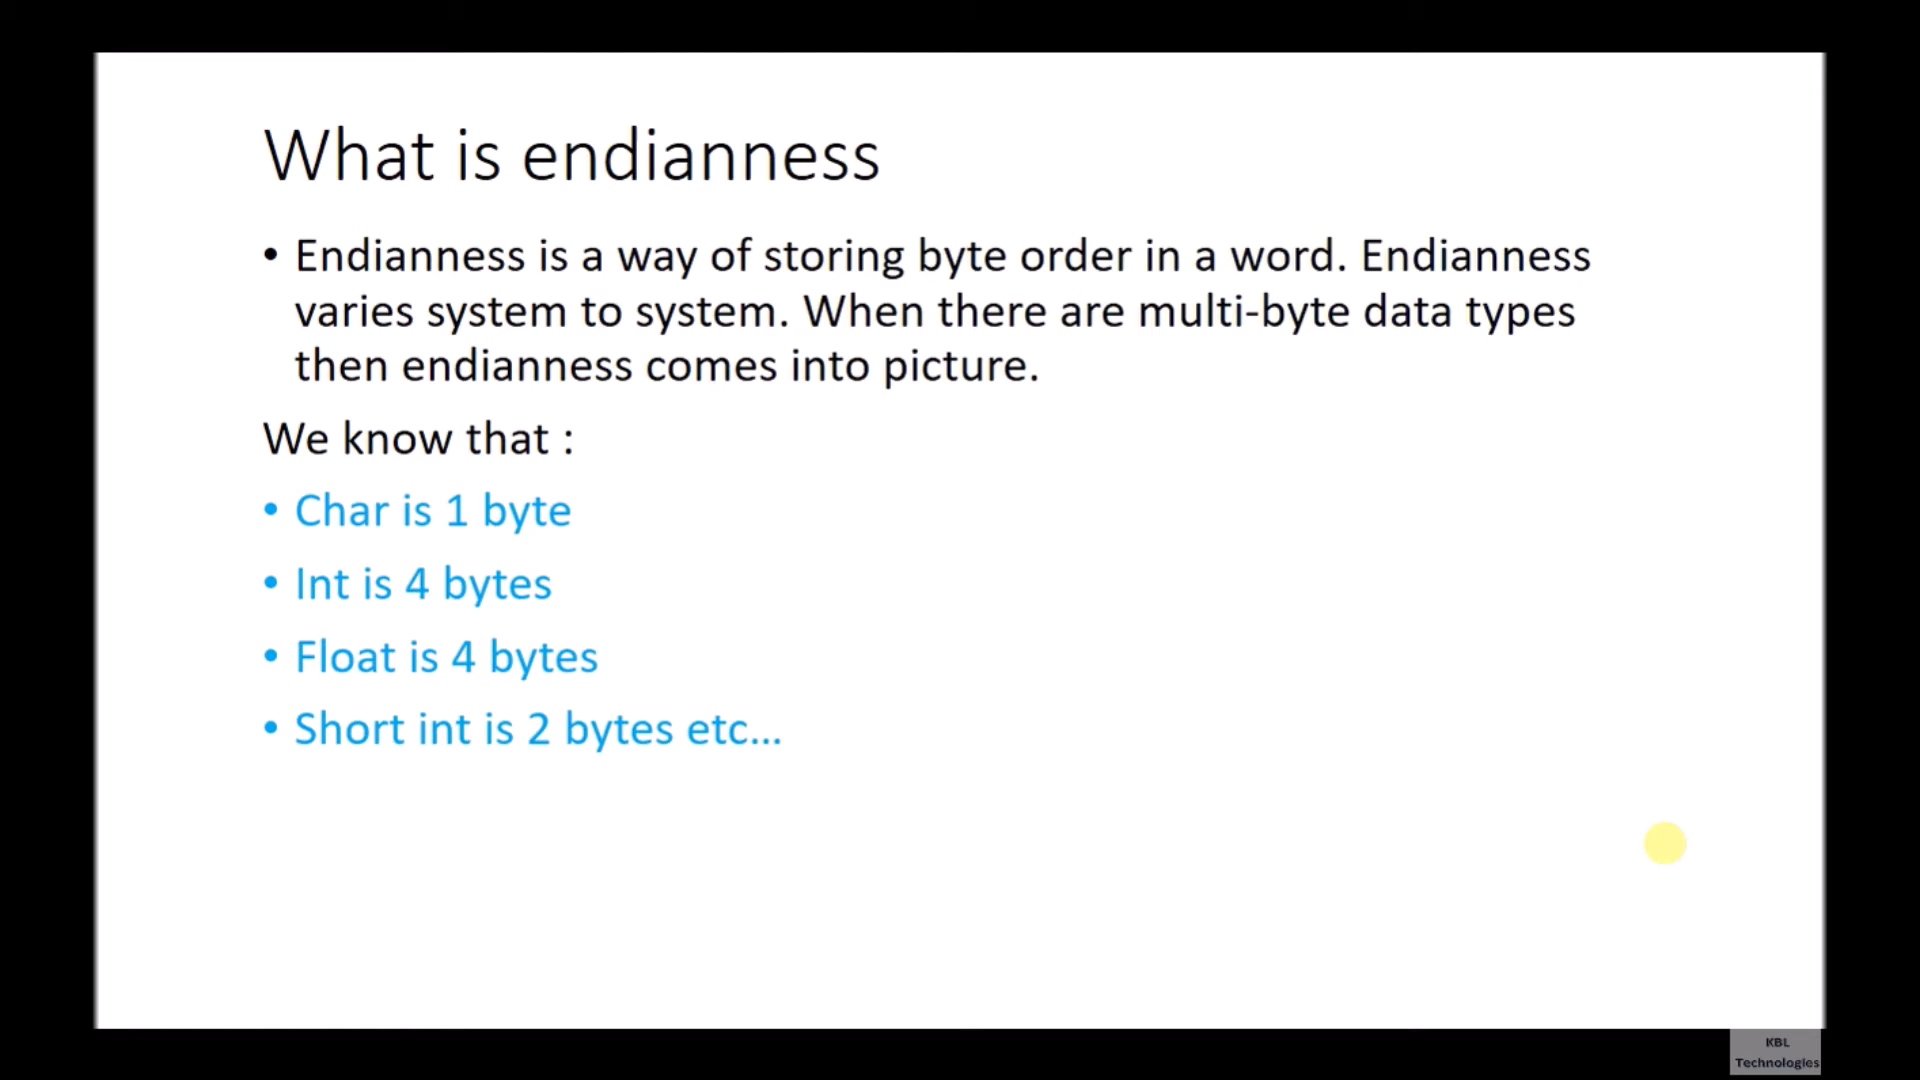 What is endianness
• Endianness is a way of storing byte order in a word. Endianness
varies system to system. When there are multi-byte data types
then endianness comes into picture.
We know that :
• Char is 1 byte
• Int is 4 bytes
• Float is 4 bytes
• Short int is 2 bytes etc...
KBL
Technologies